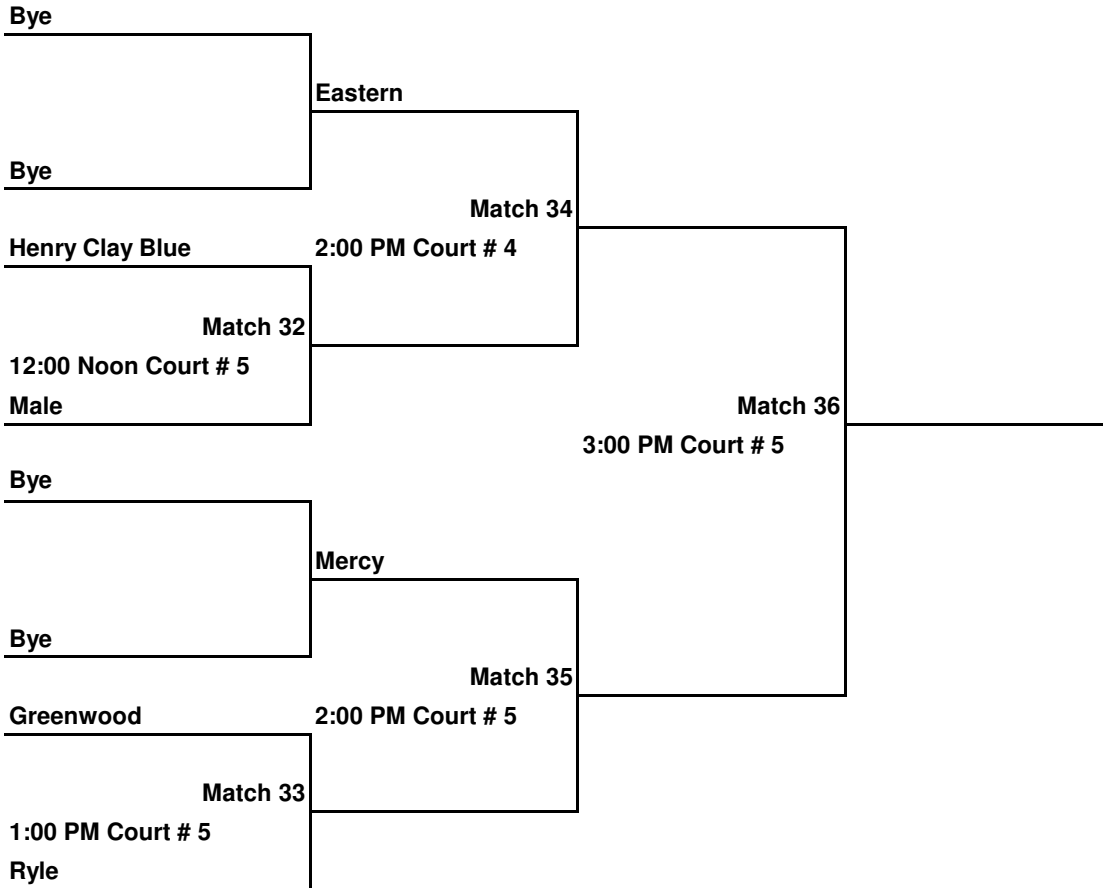 Bye
Eastern
Bye
Match 34
Henry Clay Blue
2:00 PM Court # 4
Match 32
12:00 Noon Court # 5
Male
Match 36
3:00 PM Court # 5
Bye
Mercy
Bye
Match 35
Greenwood
2:00 PM Court # 5
Match 33
1:00 PM Court # 5
Ryle